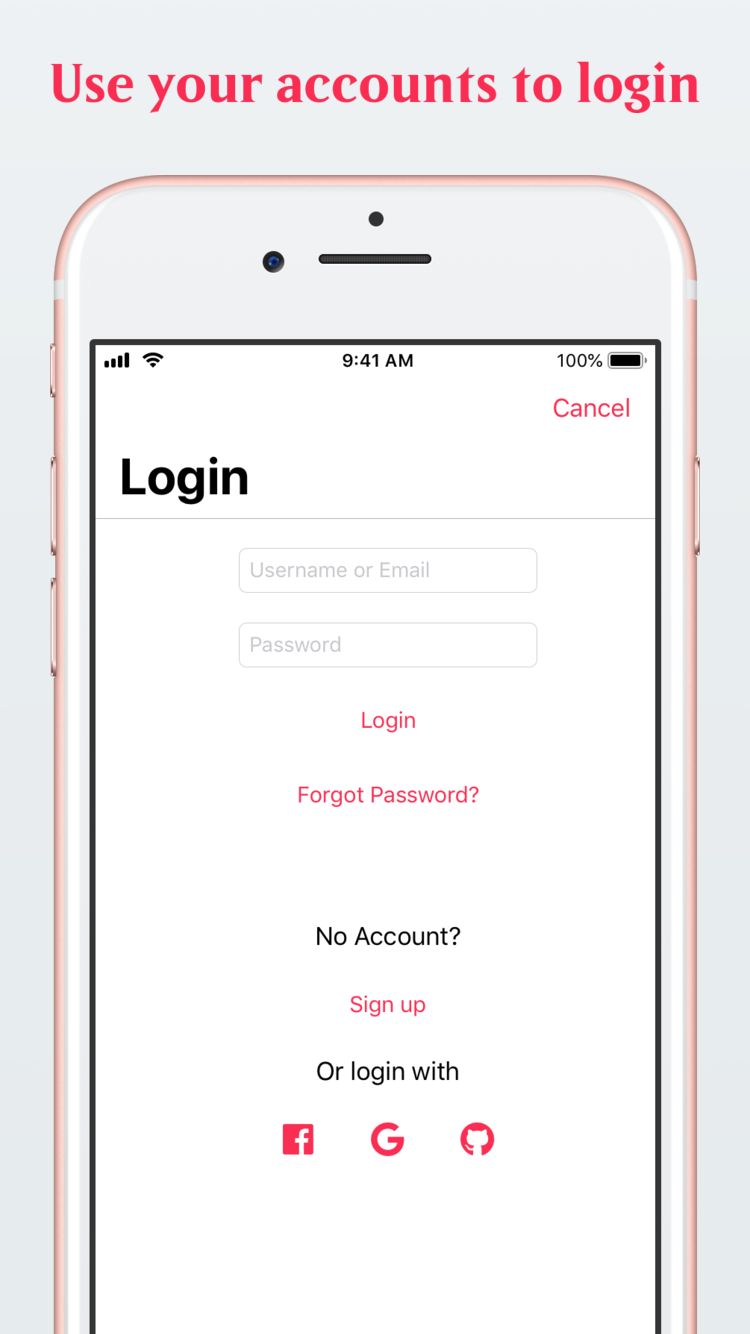 Use your accounts to login
9:41 AM
100%
Cancel
Login
Username or Email
Password
Login
Forgot Password?
No Account?
Sign up
Or login with